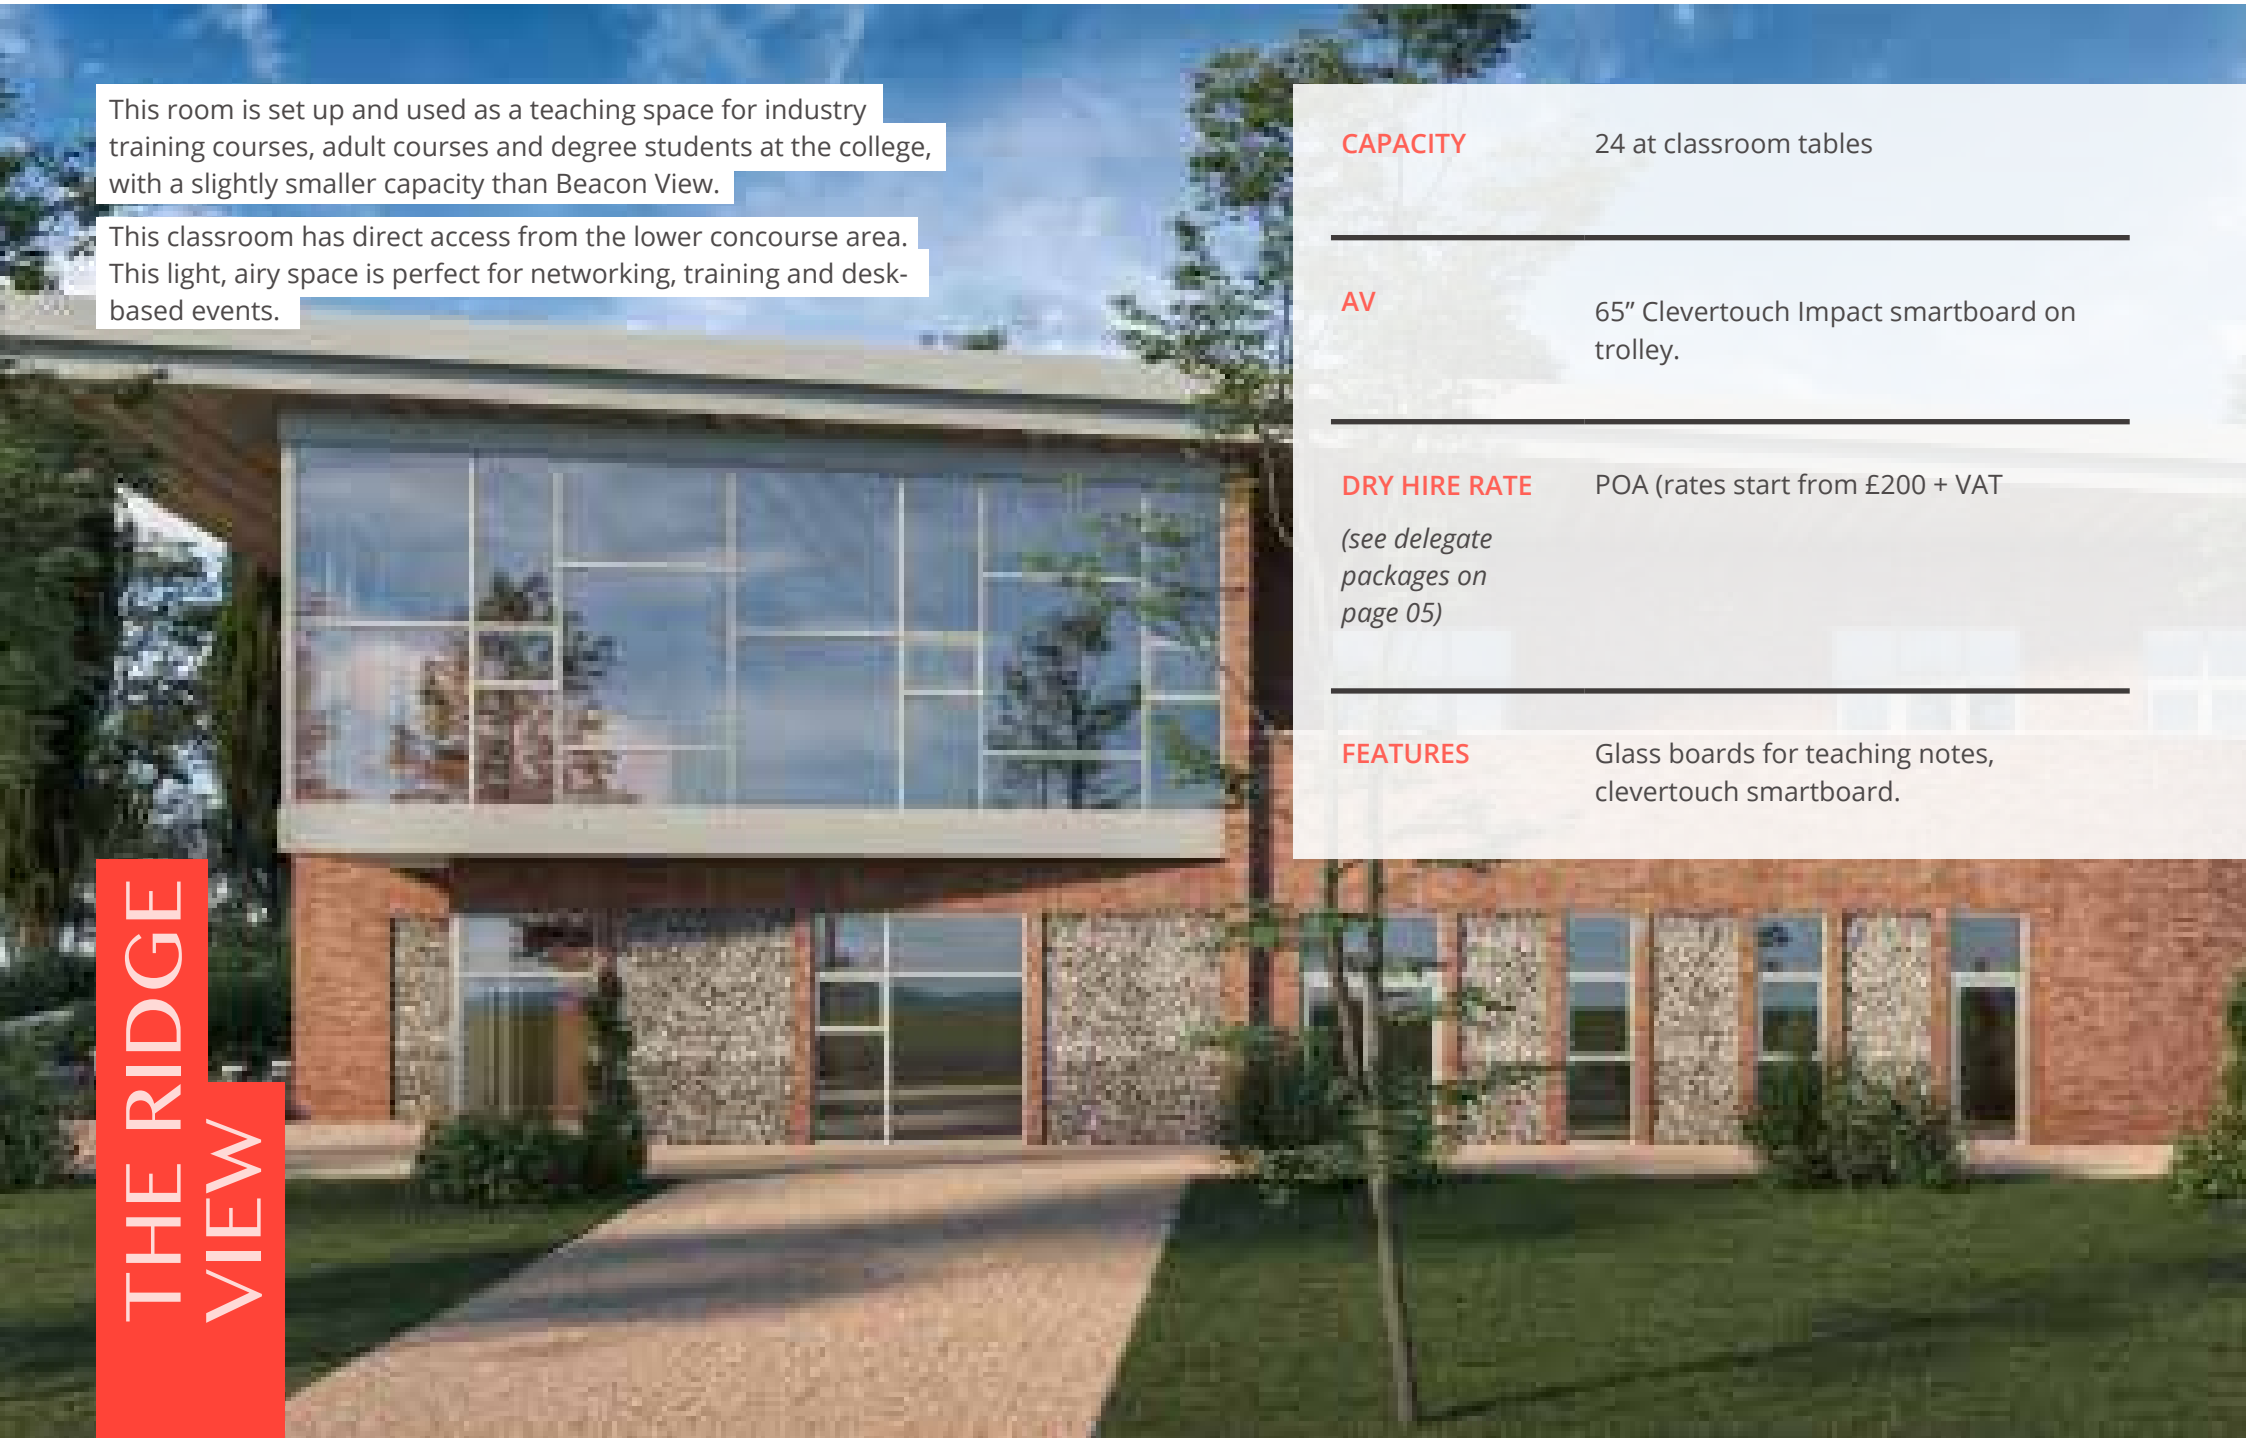 This room is set up and used as a teaching space for industry
training courses, adult courses and degree students at the college,
with a slightly smaller capacity than Beacon View.
This classroom has direct access from the lower concourse area.
This light, airy space is perfect for networking, training and desk-
based events.
CAPACITY 24 at classroom tables
AV 65” Clevertouch Impact smartboard on
trolley.
DRY HIRE RATE POA (rates start from £200 + VAT
(see delegate
packages on
page 05)
FEATURES Glass boards for teaching notes,
clevertouch smartboard.
THE RIDGE
VIEW